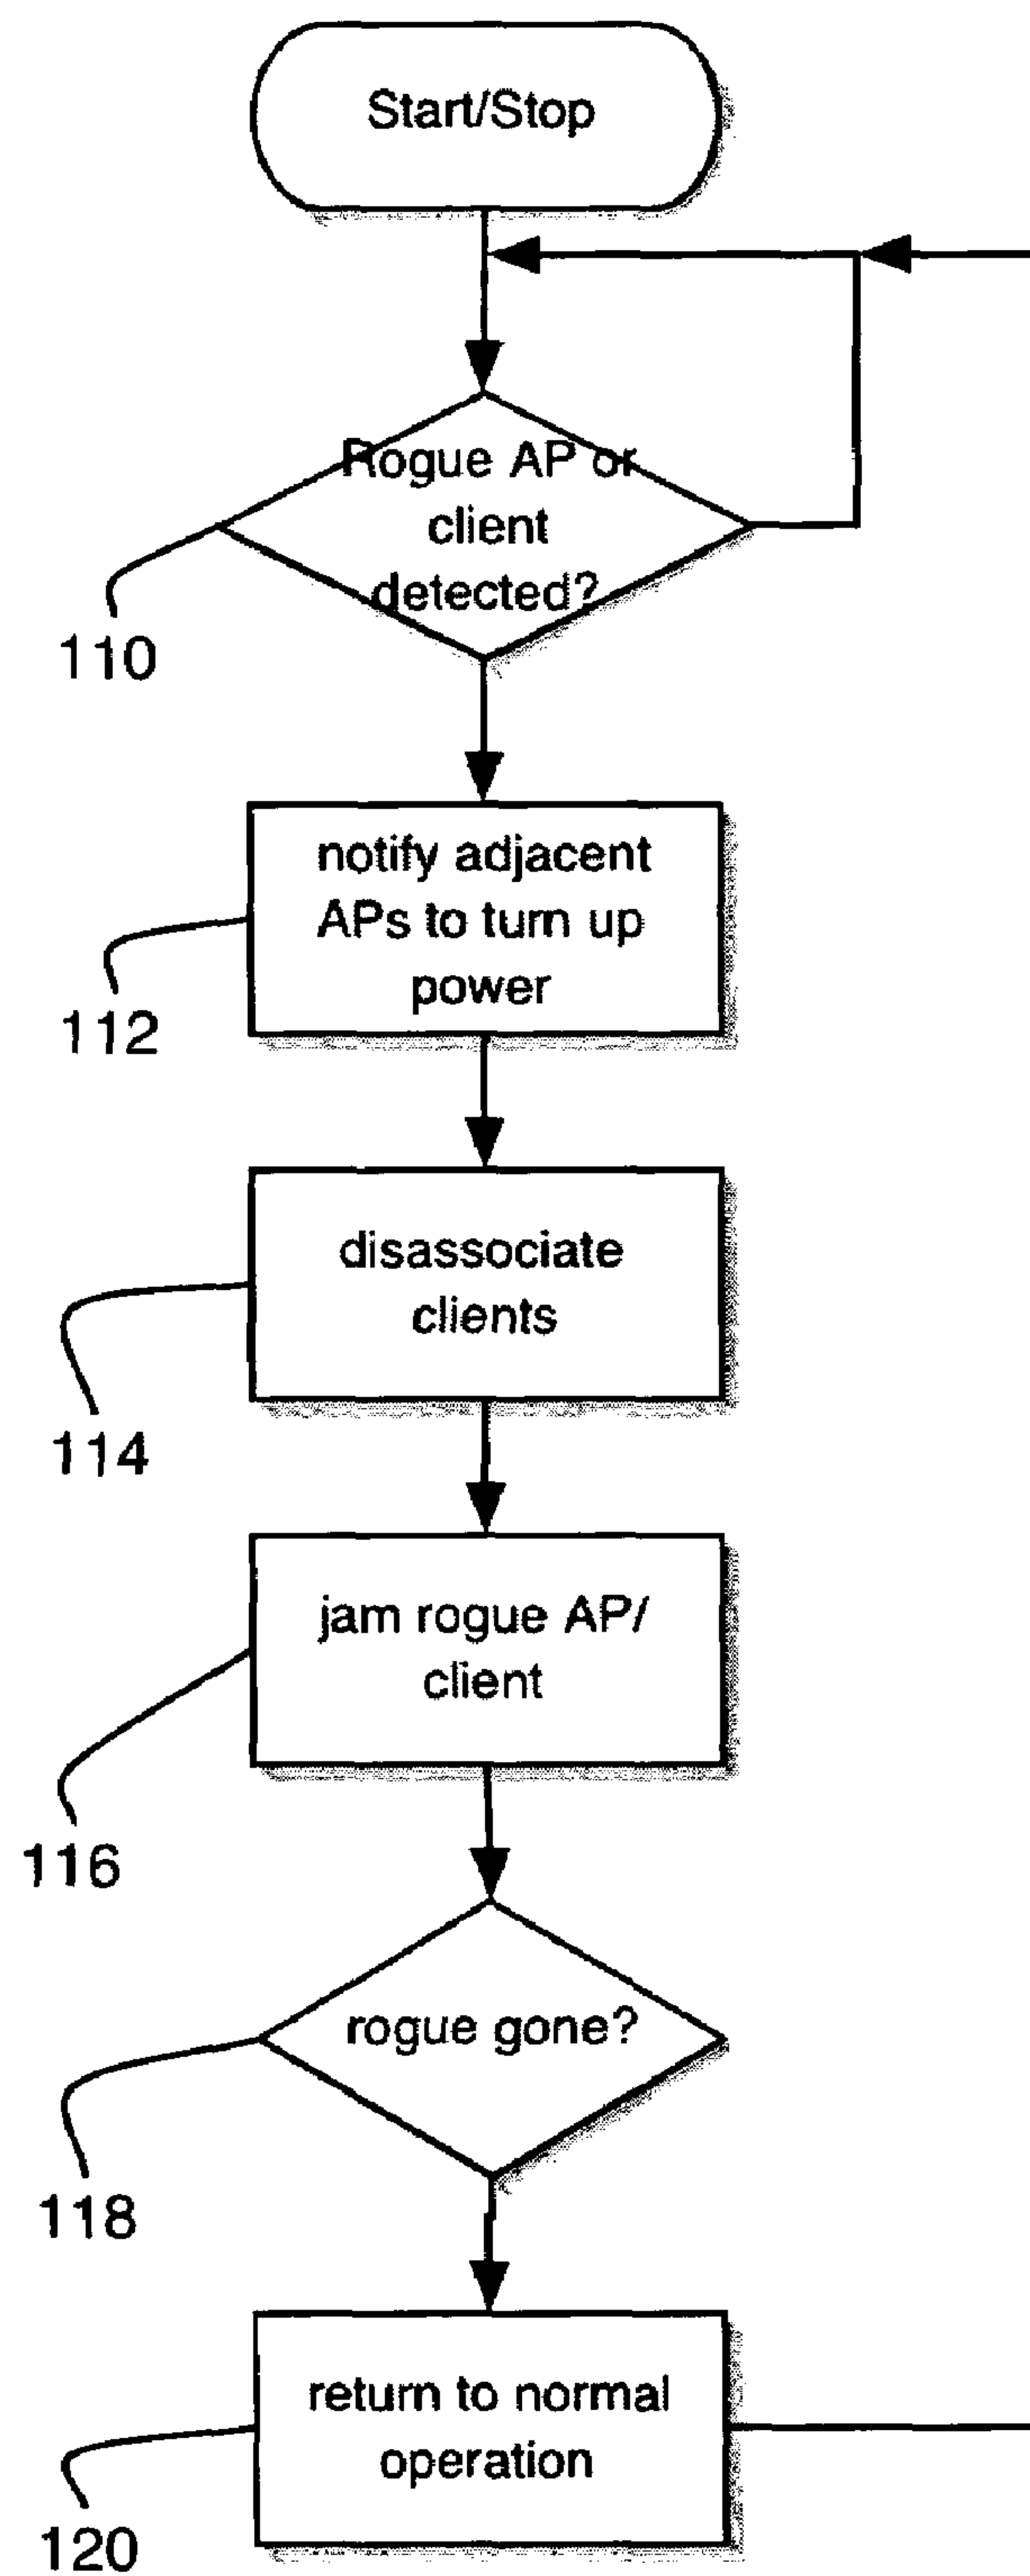 Start/Stop
Rogue AP or
client
detected?
110
notify adjacent
APs to turn up
power
112
disassociate
clients
114
jam rogue AP/
client
116
rogue gone?
118
return to normal
operation
120